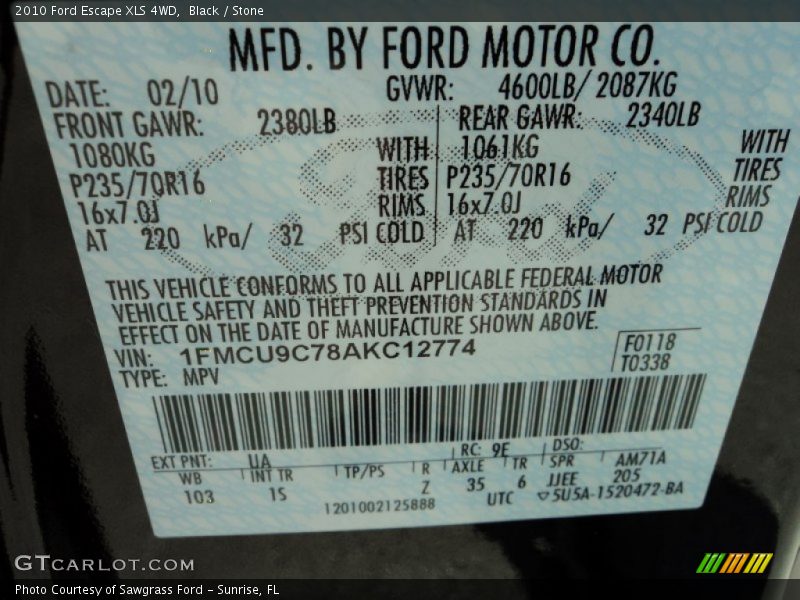 2010 Ford Escape XLS 4WD, Black / Stone
MFD. BY FORD MOTOR CO.
DATE: 02/10 GVWR: 4600LB/ 2087KG
FRONT GAWR: 2380LB REAR GAWR: 2340LB
1080KG WITH 1061KG WITH
P235/70R16 TIRES P235/70R16 TIRES
16x7.0J RIMS 16x7.0J RIMS
AT 220 kPa/ 32 PSI COLD AT 220 kPa/ 32 PSI COLD
Ford
THIS VEHICLE CONFORMS TO ALL APPLICABLE FEDERAL MOTOR
VEHICLE SAFETY AND THEFT PREVENTION STANDARDS IN
EFFECT ON THE DATE OF MANUFACTURE SHOWN ABOVE.
VIN: 1FMCU9C78AKC12774 F0118
TYPE: MPV T0338
EXT PNT: UA RC: 9E DSO:
WB INT TR TP/PS R AXLE TR SPR AM71A
103 1S Z 35 6 JJEE 205
1201002125888 UTC ▽5U5A-1520472-BA
GTCARLOT.COM
Photo Courtesy of Sawgrass Ford - Sunrise, FL